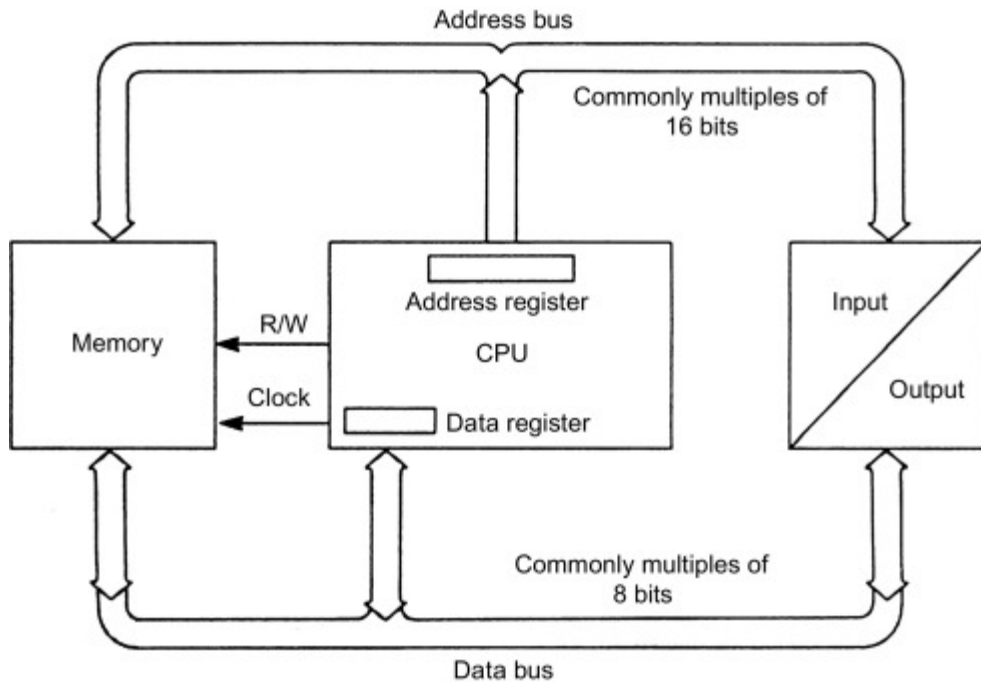 Address bus
Commonly multiples of
16 bits
Address register
Memory
R/W
CPU
Clock
Data register
Input
Output
Commonly multiples of
8 bits
Data bus